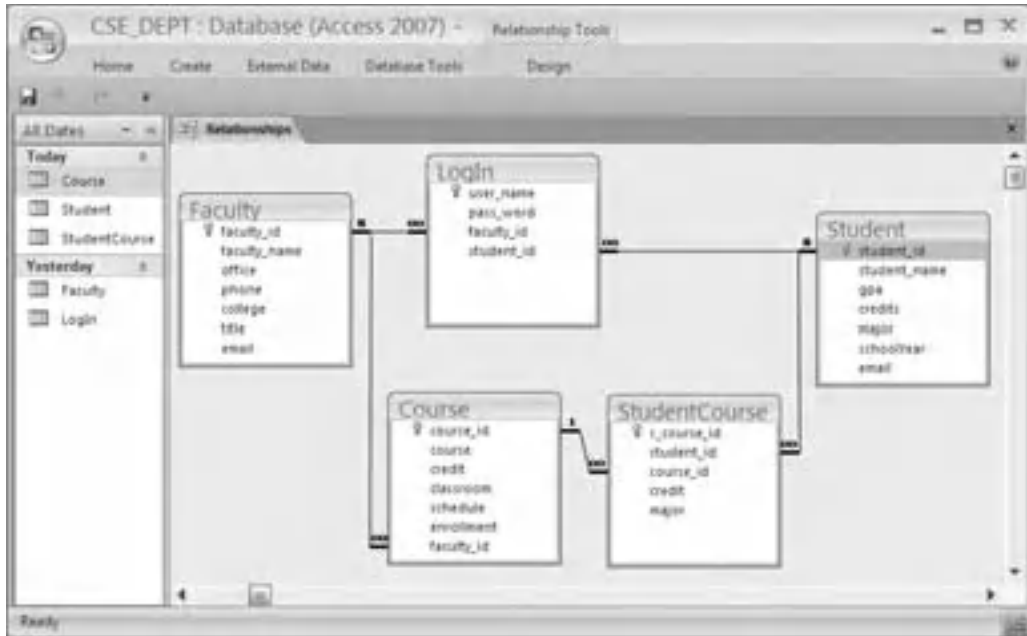 CSE_DEPT : Database (Access 2007) -
Relationship Tools
Home Create External Data Database Tools Design
All Dates
Relationships
Today
Course
Student
StudentCourse
Yesterday
Faculty
LogIn
Faculty
faculty_id
faculty_name
office
phone
college
title
email
LogIn
user_name
pass_word
faculty_id
student_id
Student
student_id
student_name
gpa
credits
major
schoolYear
email
Course
course_id
course
credit
classroom
schedule
enrollment
faculty_id
1
StudentCourse
s_course_id
student_id
course_id
credit
major
Ready